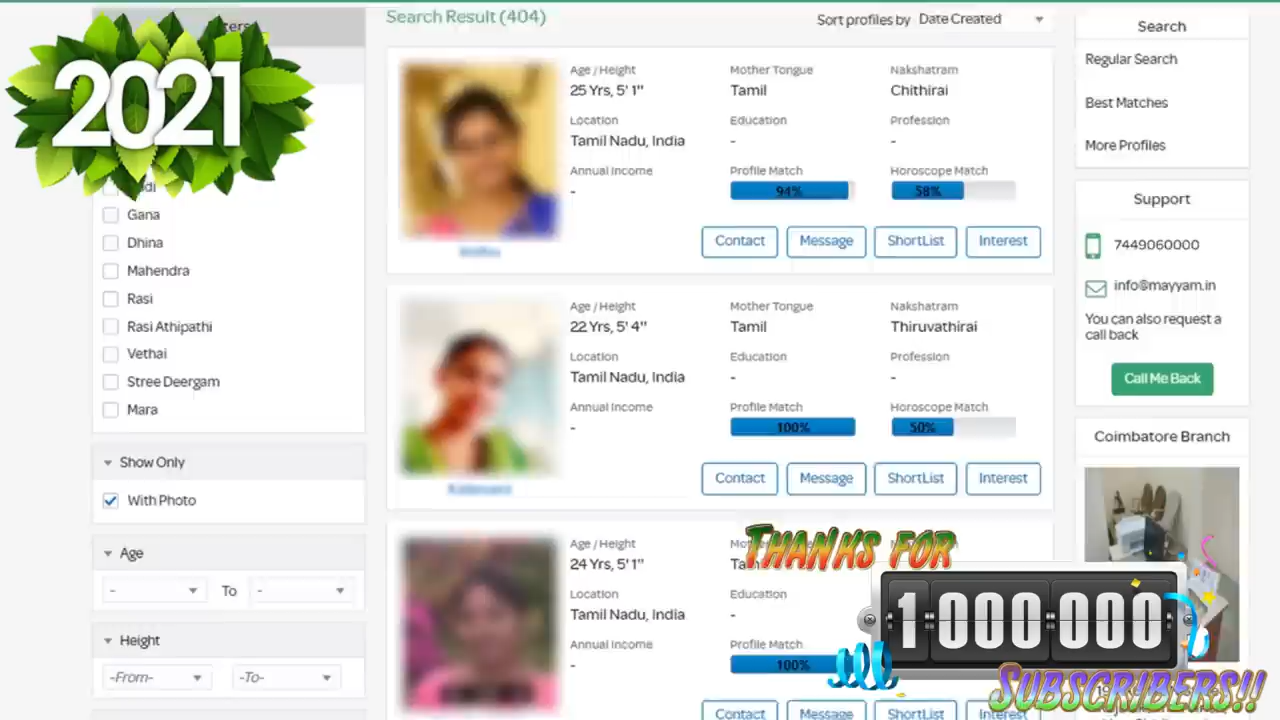 2021
Search Result (404)
Sort profiles by Date Created
Gana
Dhina
Mahendra
Rasi
Rasi Athipathi
Vethai
Stree Deergam
Mara
Show Only
With Photo
Age
- To -
Height
-From- -To-
Age / Height Mother Tongue Nakshatram
25 Yrs, 5' 1" Tamil Chithirai
Location Education Profession
Tamil Nadu, India - -
Annual Income Profile Match Horoscope Match
- 94% 58%
Contact Message ShortList Interest
Age / Height Mother Tongue Nakshatram
22 Yrs, 5' 4" Tamil Thiruvathirai
Location Education Profession
Tamil Nadu, India - -
Annual Income Profile Match Horoscope Match
- 100% 50%
Contact Message ShortList Interest
Age / Height
24 Yrs, 5' 1"
Location Education
Tamil Nadu, India -
Annual Income Profile Match
- 100%
Contact Message ShortList Interest
Search
Regular Search
Best Matches
More Profiles
Support
7449060000
info@mayyam.in
You can also request a
call back
Call Me Back
Coimbatore Branch
THANKS FOR
1 000 000
SUBSCRIBERS!!